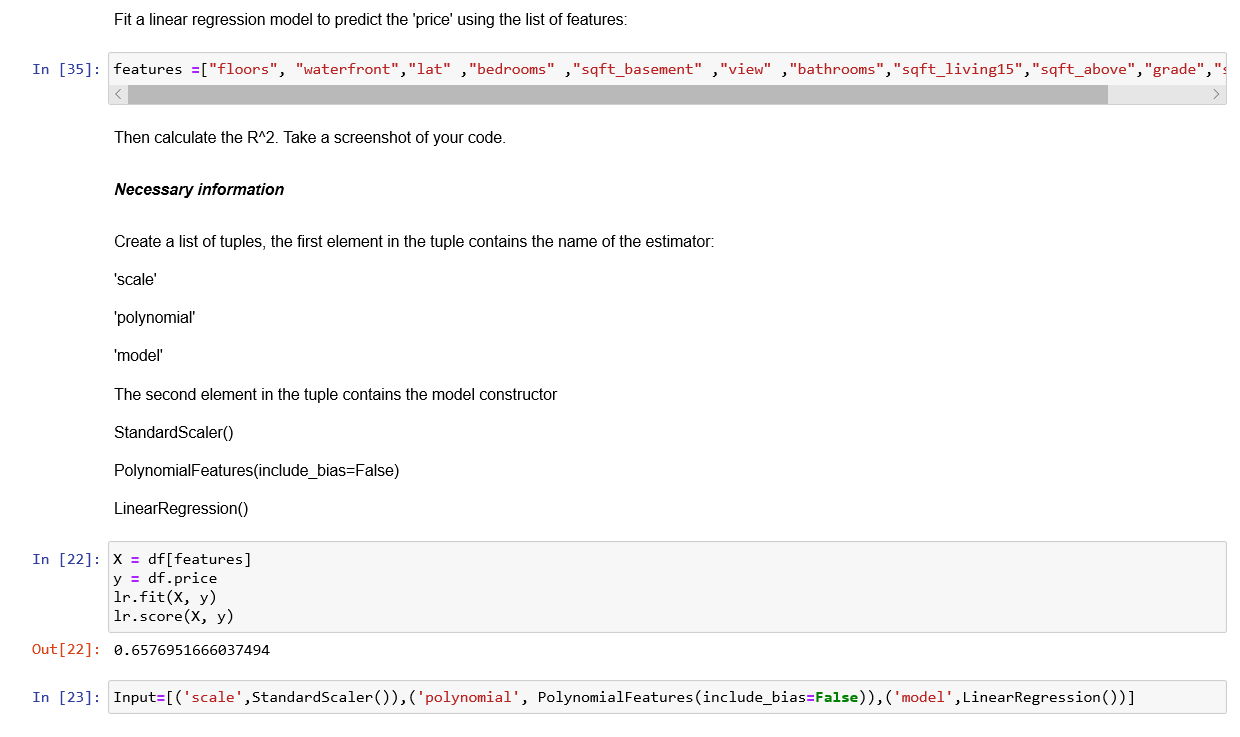 Fit a linear regression model to predict the 'price' using the list of features:
In [35]: features =["floors", "waterfront","lat" ,"bedrooms" ,"sqft_basement" ,"view" ,"bathrooms","sqft_living15","sqft_above","grade","s
Then calculate the R^2. Take a screenshot of your code.
Necessary information
Create a list of tuples, the first element in the tuple contains the name of the estimator:
'scale'
'polynomial'
'model'
The second element in the tuple contains the model constructor
StandardScaler()
PolynomialFeatures(include_bias=False)
LinearRegression()
In [22]: X = df[features]
y = df.price
lr.fit(X, y)
lr.score(X, y)
Out[22]: 0.6576951666037494
In [23]: Input=[('scale',StandardScaler()),('polynomial', PolynomialFeatures(include_bias=False)),('model',LinearRegression())]